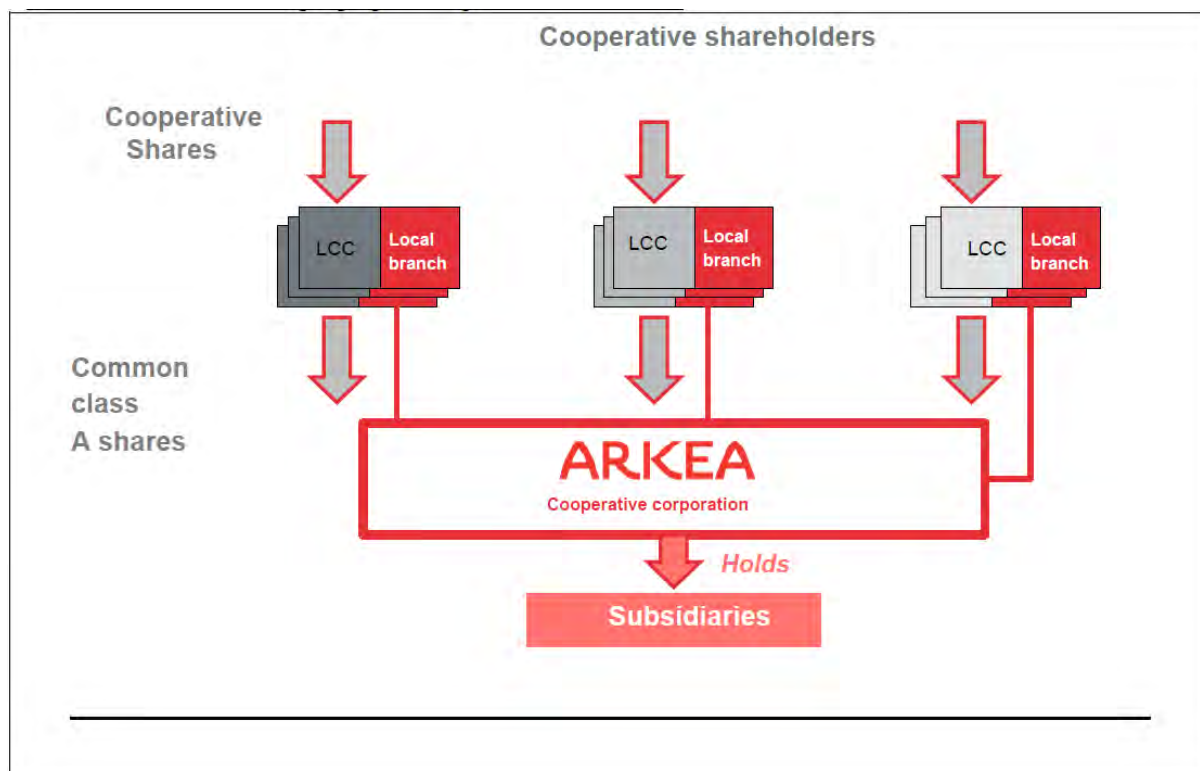 Cooperative shareholders
Cooperative
Shares
LCC
Local
branch
LCC
Local
branch
LCC
Local
branch
Common
class
A shares
ARKEA
Cooperative corporation
Holds
Subsidiaries